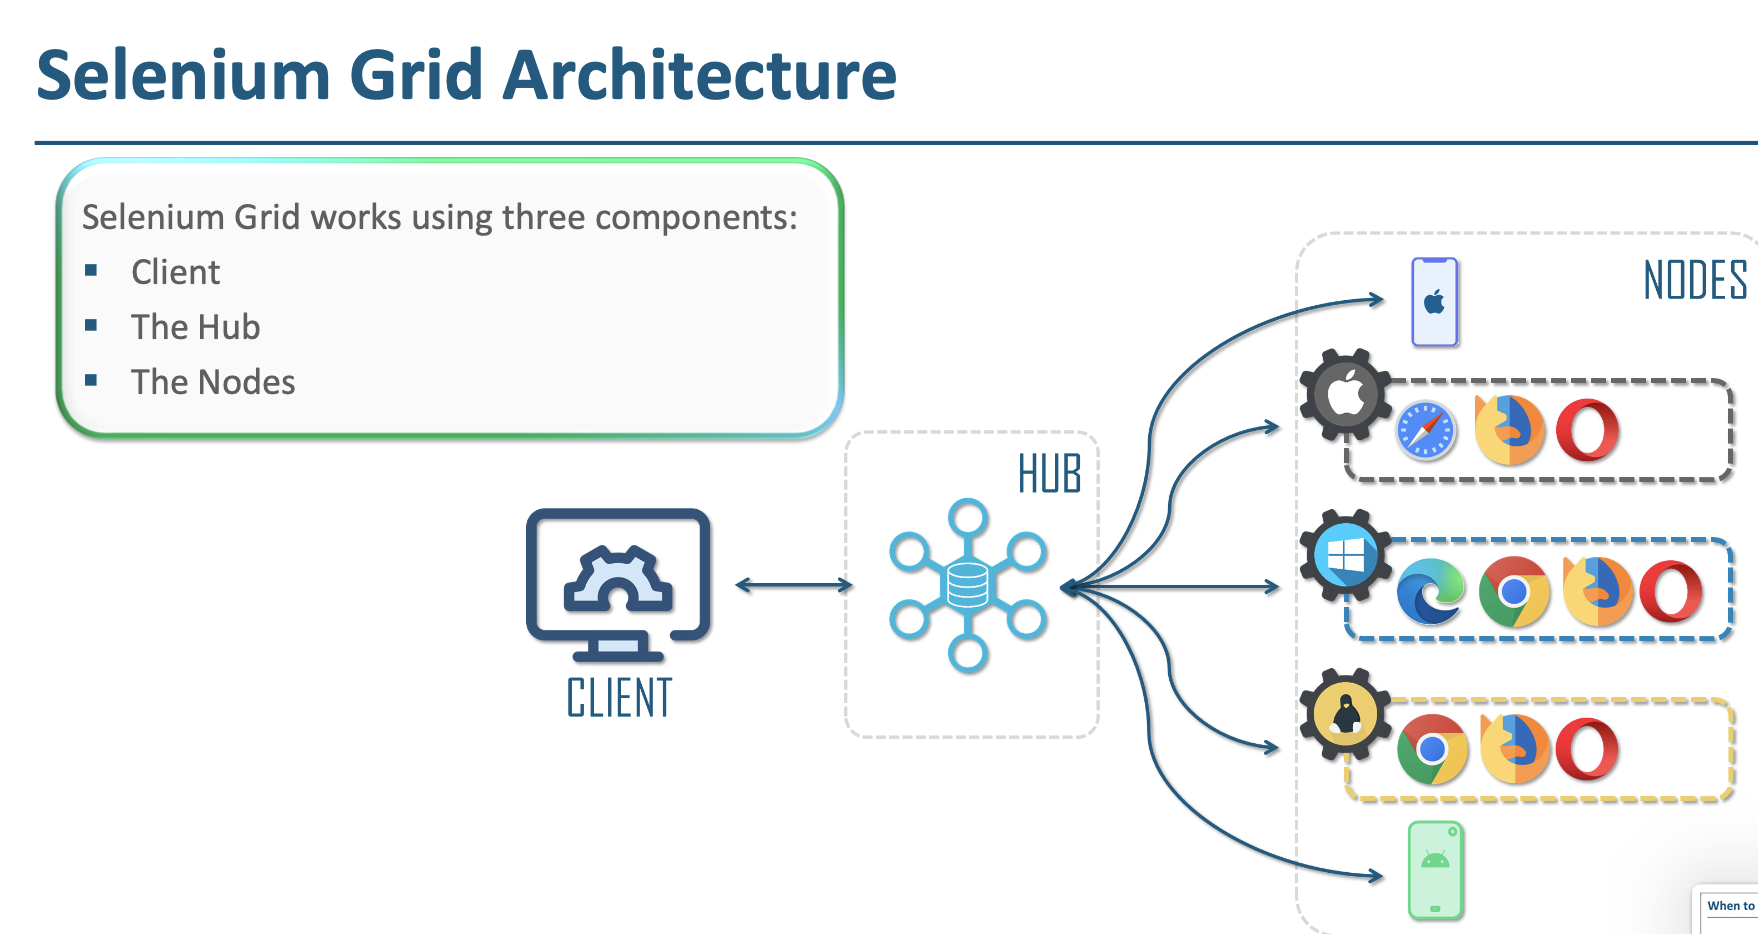 Selenium Grid Architecture
Selenium Grid works using three components:
▪ Client
▪ The Hub
▪ The Nodes
NODES
HUB
CLIENT
When to